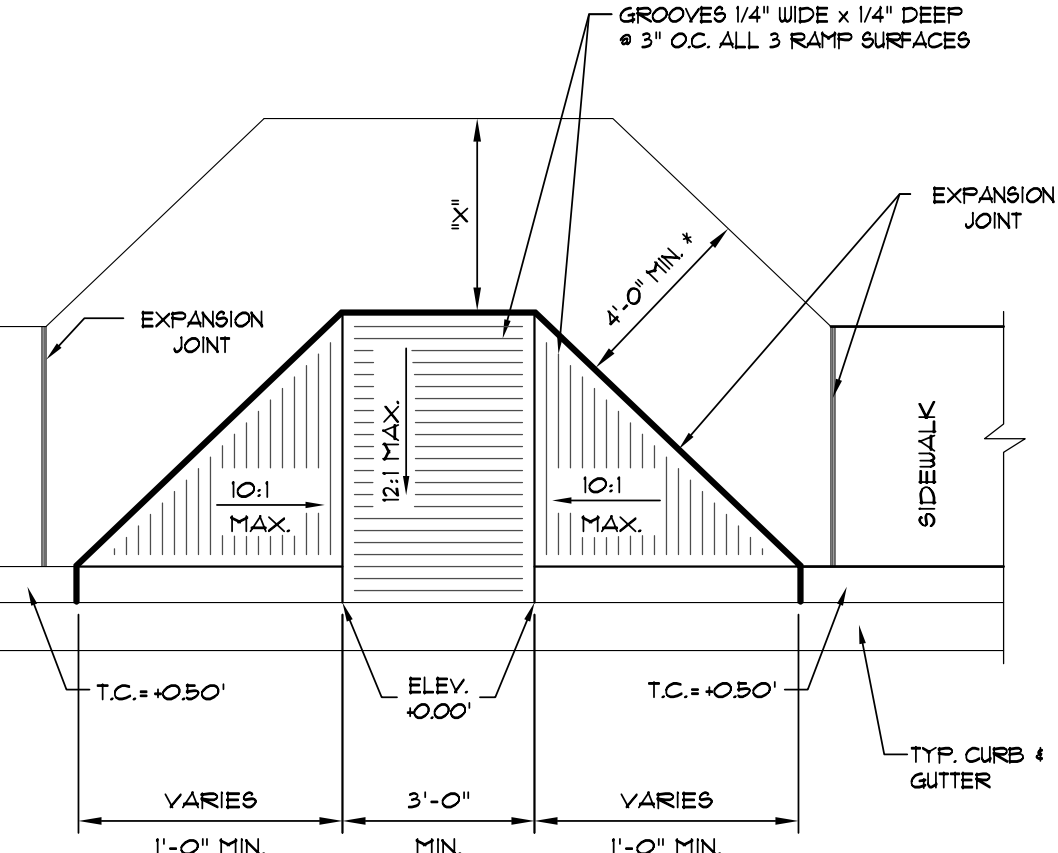 GROOVES 1/4" WIDE x 1/4" DEEP
@ 3" O.C. ALL 3 RAMP SURFACES
EXPANSION
JOINT
"X"
4'-0" MIN. *
EXPANSION
JOINT
12:1 MAX.
10:1
MAX.
10:1
MAX.
SIDEWALK
T.C.= +0.50'
ELEV.
+0.00'
T.C.= +0.50'
TYP. CURB &
GUTTER
VARIES
1'-0" MIN.
3'-0"
MIN.
VARIES
1'-0" MIN.